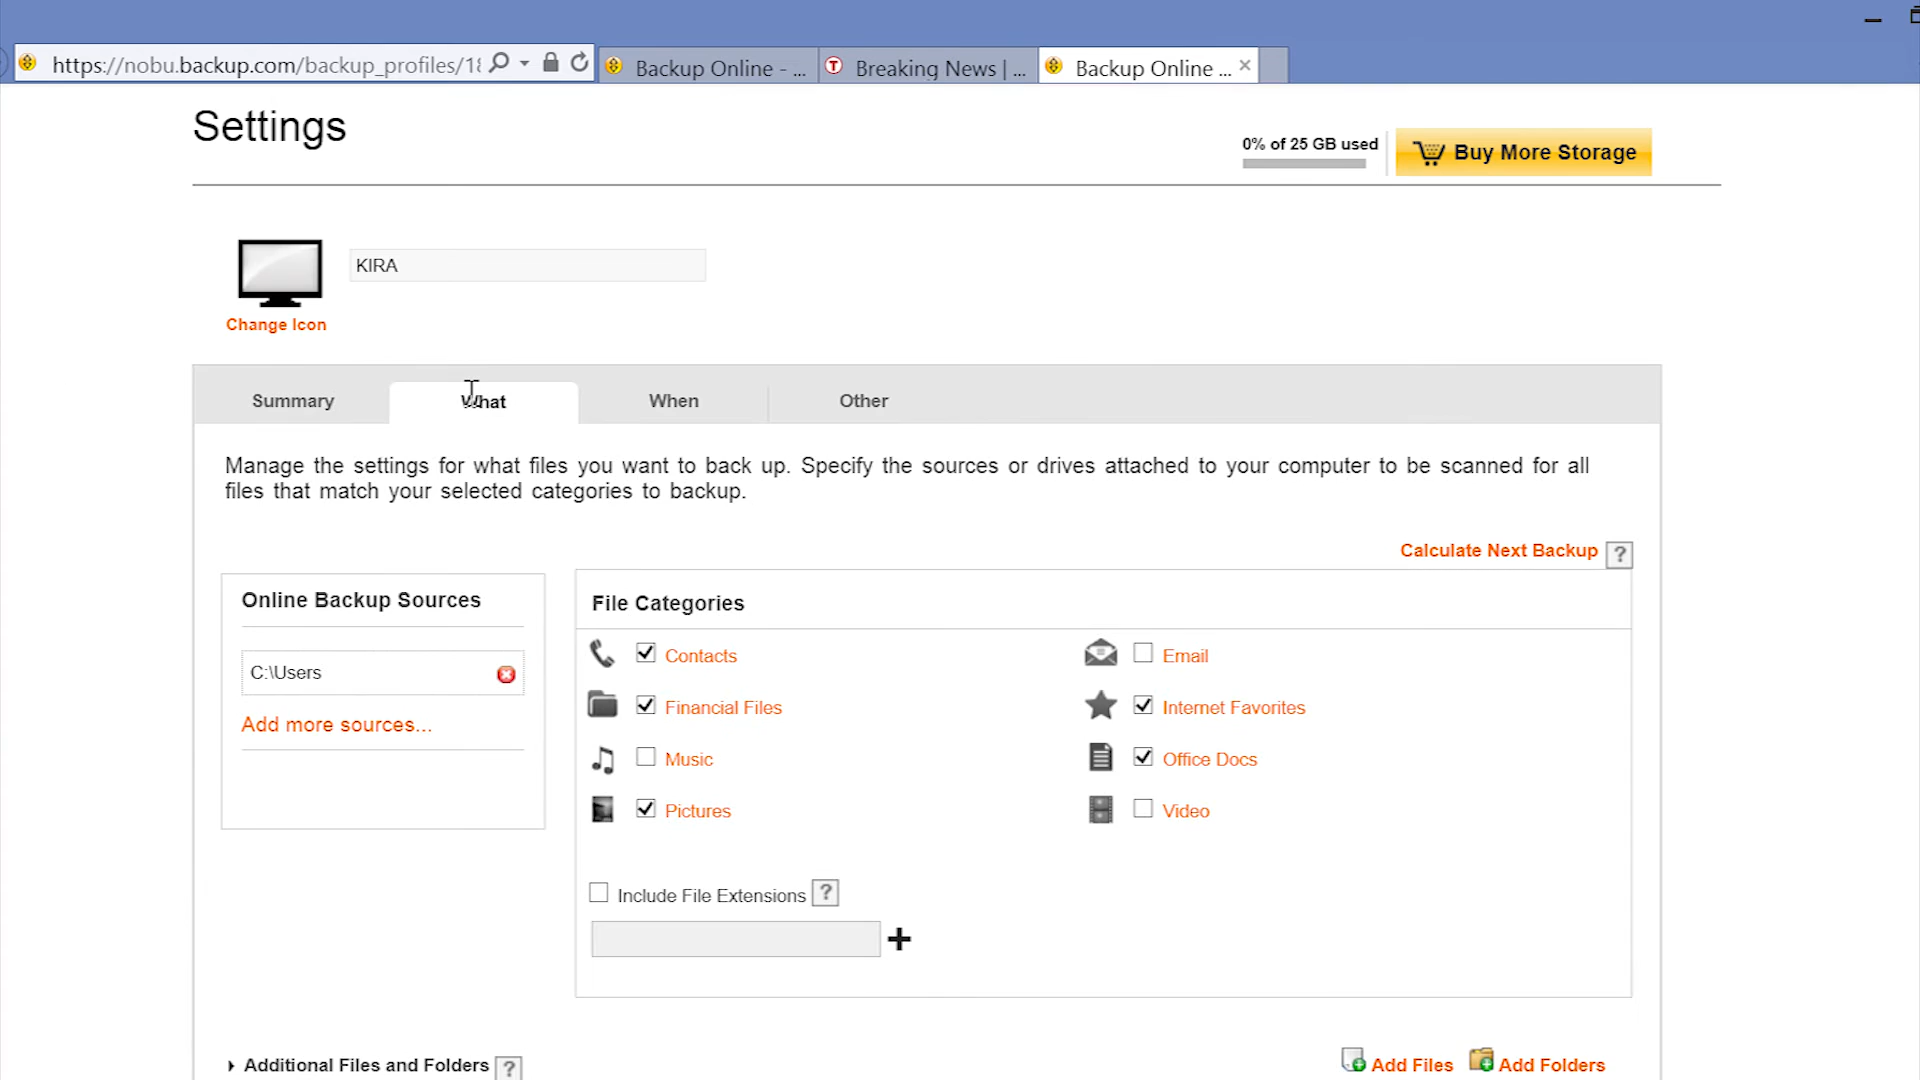 https://nobu.backup.com/backup_profiles/18
Backup Online - ...
Breaking News | ...
Backup Online ...
Settings
0% of 25 GB used
Buy More Storage
KIRA
Change Icon
Summary
What
When
Other
Manage the settings for what files you want to back up. Specify the sources or drives attached to your computer to be scanned for all
files that match your selected categories to backup.
Calculate Next Backup ?
Online Backup Sources
C:\Users
Add more sources...
File Categories
Contacts
Email
Financial Files
Internet Favorites
Music
Office Docs
Pictures
Video
Include File Extensions ?
Additional Files and Folders ?
Add Files
Add Folders